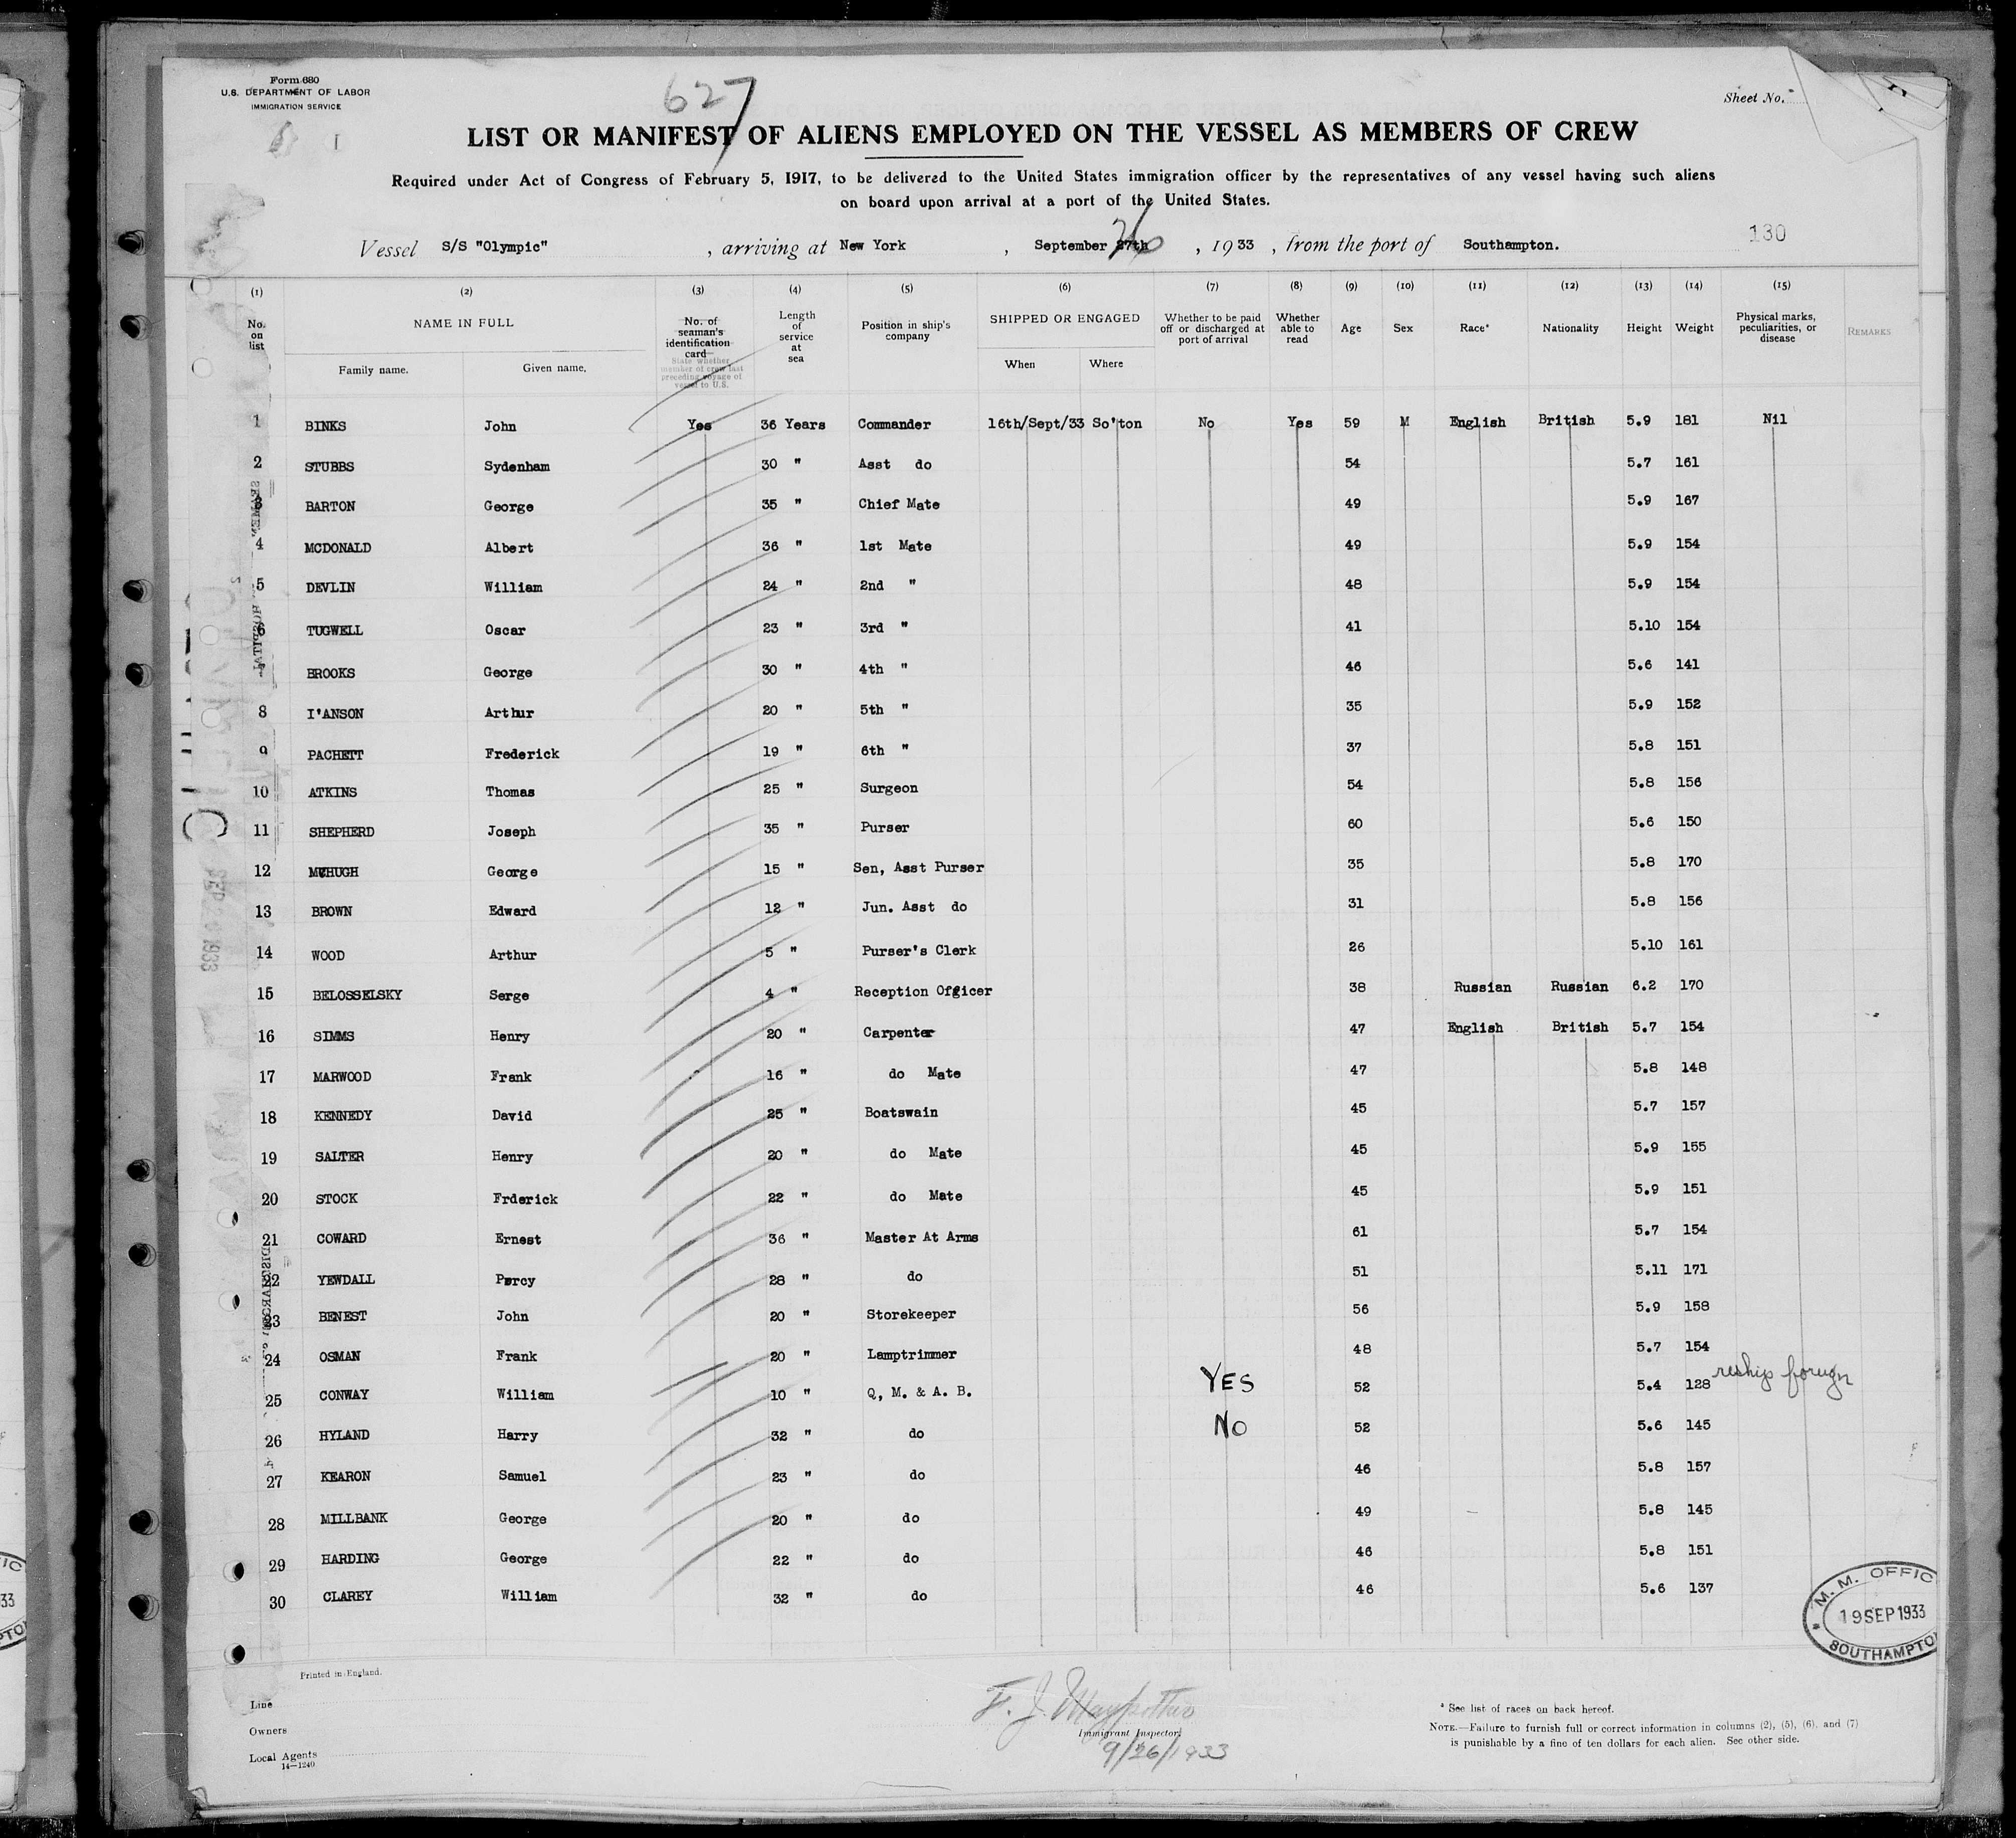 Form 680
U.S. DEPARTMENT OF LABOR
IMMIGRATION SERVICE
627
Sheet No.
LIST OR MANIFEST OF ALIENS EMPLOYED ON THE VESSEL AS MEMBERS OF CREW
Required under Act of Congress of February 5, 1917, to be delivered to the United States immigration officer by the representatives of any vessel having such aliens
on board upon arrival at a port of the United States.
Vessel S/S "Olympic" , arriving at New York , September 27th 26 , 1933 , from the port of Southampton.
130
(1) (2) (3) (4) (5) (6) (7) (8) (9) (10) (11) (12) (13) (14) (15)
No. on list NAME IN FULL Family name. Given name. No. of seaman's identification card State whether member of crew last preceding voyage of vessel to U.S. Length of service at sea Position in ship's company SHIPPED OR ENGAGED When Where Whether to be paid off or discharged at port of arrival Whether able to read Age Sex Race* Nationality Height Weight Physical marks, peculiarities, or disease REMARKS
1 BINKS John Yes 36 Years Commander 16th/Sept/33 So'ton No Yes 59 M English British 5.9 181 Nil
2 STUBBS Sydenham 30 " Asst do 54 5.7 161
3 BARTON George 35 " Chief Mate 49 5.9 167
4 MCDONALD Albert 36 " 1st Mate 49 5.9 154
5 DEVLIN William 24 " 2nd " 48 5.9 154
6 TUGWELL Oscar 23 " 3rd " 41 5.10 154
7 BROOKS George 30 " 4th " 46 5.6 141
8 I'ANSON Arthur 20 " 5th " 35 5.9 152
9 PACHETT Frederick 19 " 6th " 37 5.8 151
10 ATKINS Thomas 25 " Surgeon 54 5.8 156
11 SHEPHERD Joseph 35 " Purser 60 5.6 150
12 MCHUGH George 15 " Sen, Asst Purser 35 5.8 170
13 BROWN Edward 12 " Jun. Asst do 31 5.8 156
14 WOOD Arthur 5 " Purser's Clerk 26 5.10 161
15 BELOSSELSKY Serge 4 " Reception Ofgicer 38 Russian Russian 6.2 170
16 SIMMS Henry 20 " Carpenter 47 English British 5.7 154
17 MARWOOD Frank 16 " do Mate 47 5.8 148
18 KENNEDY David 25 " Boatswain 45 5.7 157
19 SALTER Henry 20 " do Mate 45 5.9 155
20 STOCK Frderick 22 " do Mate 45 5.9 151
21 COWARD Ernest 36 " Master At Arms 61 5.7 154
22 YEWDALL Percy 28 " do 51 5.11 171
23 BENEST John 20 " Storekeeper 56 5.9 158
24 OSMAN Frank 20 " Lamptrimmer 48 5.7 154
25 CONWAY William 10 " Q, M. & A. B. YES 52 5.4 128 reship foreign
26 HYLAND Harry 32 " do NO 52 5.6 145
27 KEARON Samuel 23 " do 46 5.8 157
28 MILLBANK George 20 " do 49 5.8 145
29 HARDING George 22 " do 46 5.8 151
30 CLAREY William 32 " do 46 5.6 137
M. M. OFFIC
19 SEP 1933
SOUTHAMPTO
Printed in England.
Line
Owners
Local Agents
14—1240
F. J.
Immigrant Inspector
9/26/1933
* See list of races on back hereof.
NOTE.—Failure to furnish full or correct information in columns (2), (5), (6), and (7)
is punishable by a fine of ten dollars for each alien. See other side.